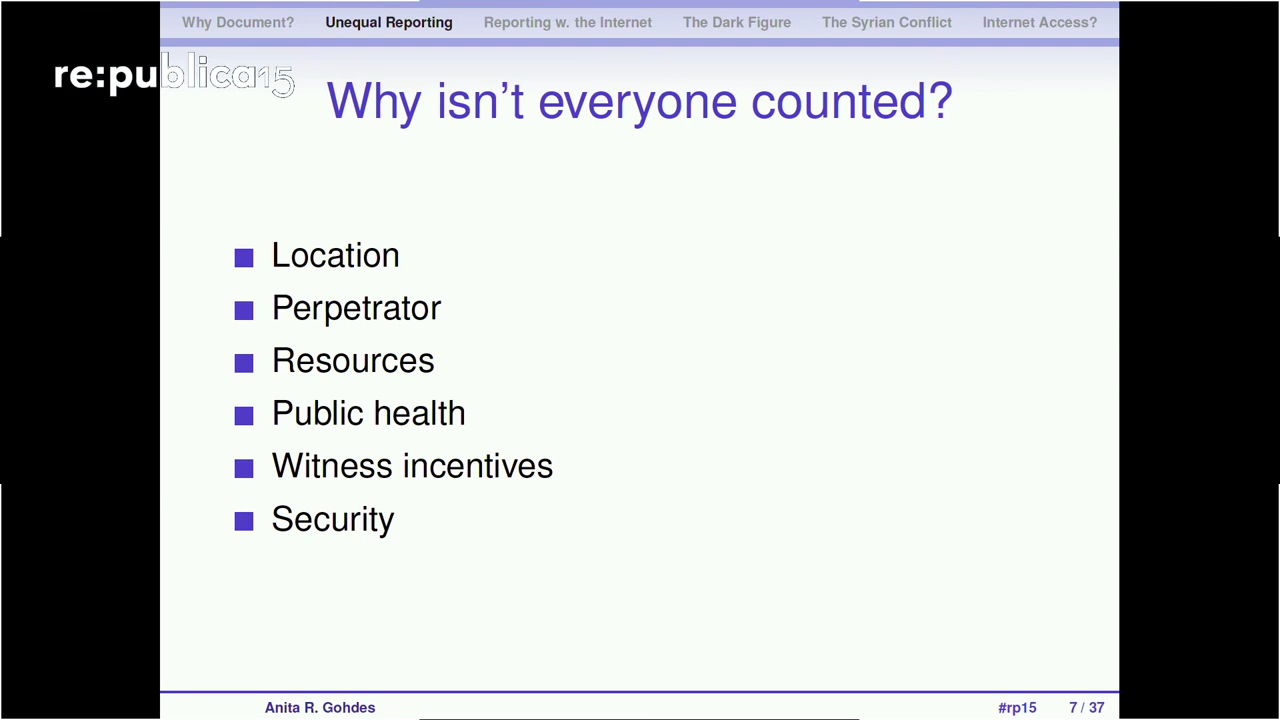 Why Document? Unequal Reporting Reporting w. the Internet The Dark Figure The Syrian Conflict Internet Access?
re:publica15
Why isn't everyone counted?
Location
Perpetrator
Resources
Public health
Witness incentives
Security
Anita R. Gohdes #rp15 7 / 37